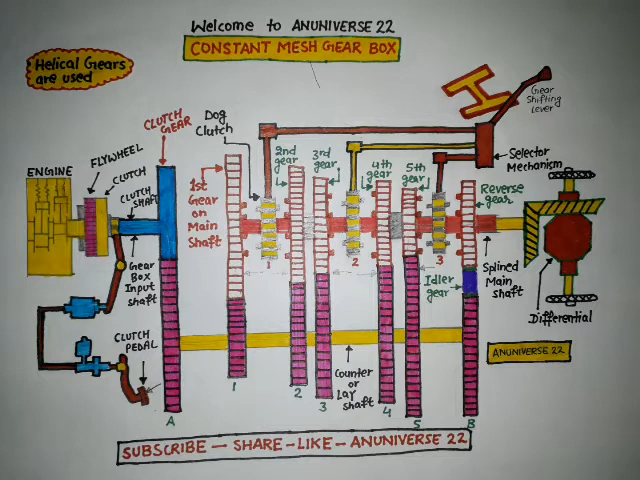 Welcome to ANUNIVERSE 22
CONSTANT MESH GEAR BOX
Helical Gears
are used
Gear
Shifting
Lever
Dog
Clutch
CLUTCH
GEAR
2nd
gear
3rd
gear
4th
gear
5th
gear
Selector
Mechanism
ENGINE
FLYWHEEL
CLUTCH
CLUTCH
SHAFT
1st
Gear
on
Main
Shaft
Reverse
gear
1
2
3
Gear
Box
Input
shaft
Idler
gear
Splined
Main
shaft
Differential
CLUTCH
PEDAL
Counter
or
Lay
shaft
ANUNIVERSE 22
A
1
2
3
4
5
B
SUBSCRIBE - SHARE - LIKE - ANUNIVERSE 22